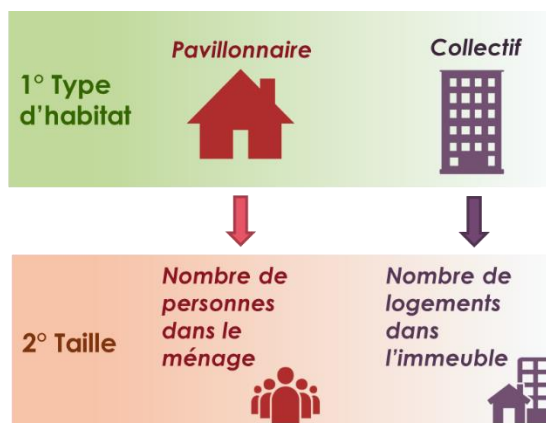 Pavillonnaire
Collectif
1° Type
d'habitat
Nombre de
personnes
dans le
ménage
Nombre de
logements
dans
l'immeuble
2° Taille